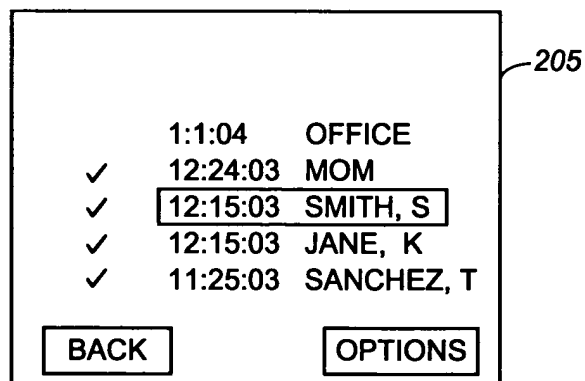 205
1:1:04 OFFICE
✓ 12:24:03 MOM
✓ 12:15:03 SMITH, S
✓ 12:15:03 JANE, K
✓ 11:25:03 SANCHEZ, T
BACK OPTIONS